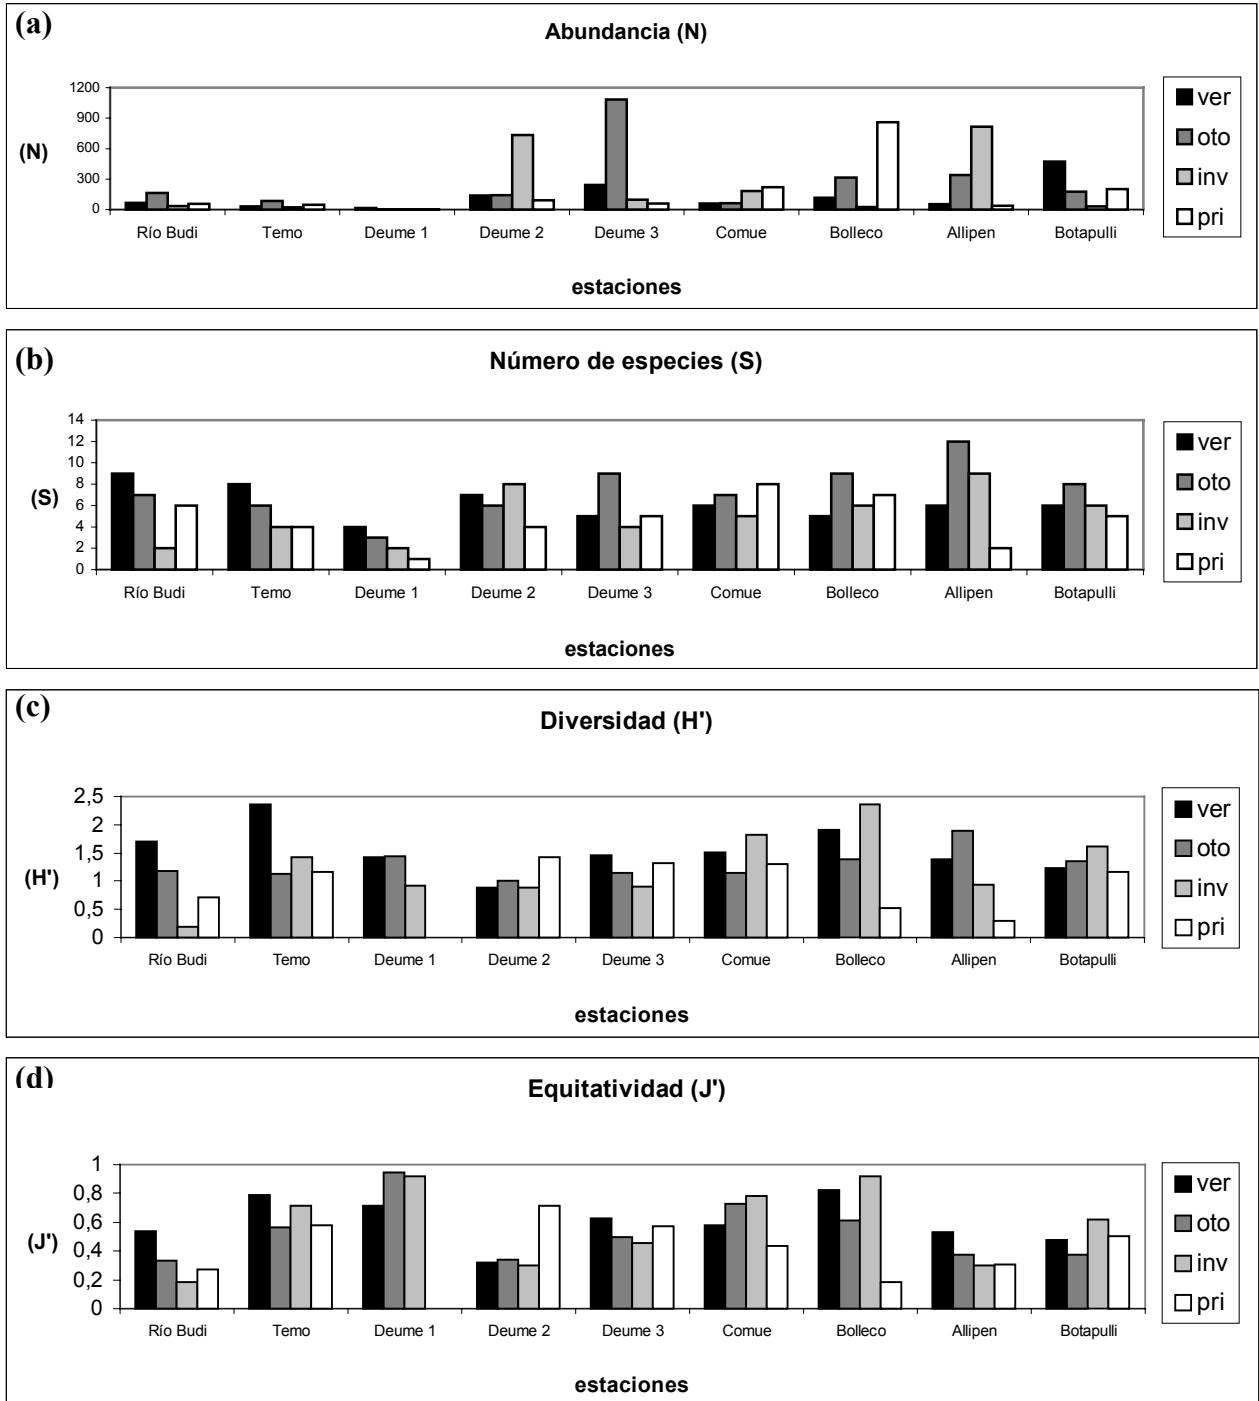 (a)
Abundancia (N)
1200
900
600
300
0
(N)
Río Budi Temo Deume 1 Deume 2 Deume 3 Comue Bolleco Allipen Botapulli
estaciones
ver
oto
inv
pri
(b)
Número de especies (S)
14
12
10
8
6
4
2
0
(S)
Río Budi Temo Deume 1 Deume 2 Deume 3 Comue Bolleco Allipen Botapulli
estaciones
ver
oto
inv
pri
(c)
Diversidad (H')
2,5
2
1,5
1
0,5
0
(H')
Río Budi Temo Deume 1 Deume 2 Deume 3 Comue Bolleco Allipen Botapulli
estaciones
ver
oto
inv
pri
(d)
Equitatividad (J')
1
0,8
0,6
0,4
0,2
0
(J')
Río Budi Temo Deume 1 Deume 2 Deume 3 Comue Bolleco Allipen Botapulli
estaciones
ver
oto
inv
pri